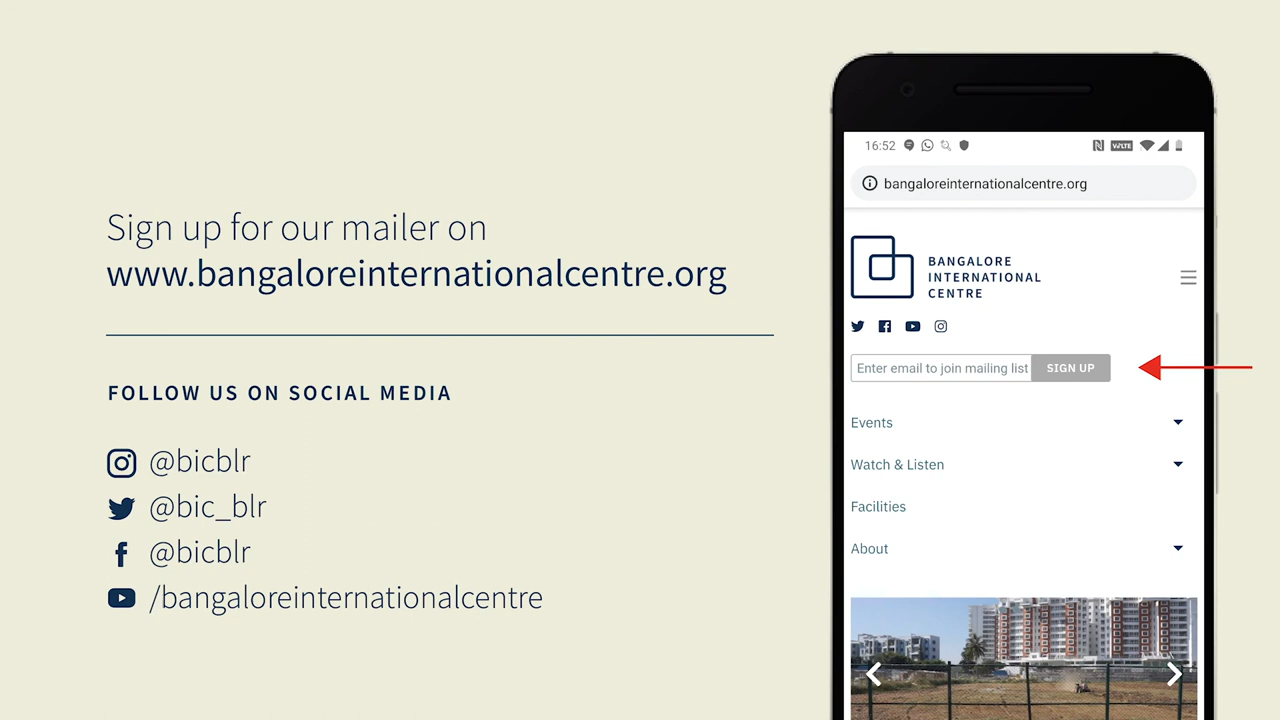 Sign up for our mailer on
www.bangaloreinternationalcentre.org
FOLLOW US ON SOCIAL MEDIA
@bicblr
@bic_blr
@bicblr
/bangaloreinternationalcentre
16:52
VoLTE
bangaloreinternationalcentre.org
BANGALORE
INTERNATIONAL
CENTRE
Enter email to join mailing list
SIGN UP
Events
Watch & Listen
Facilities
About